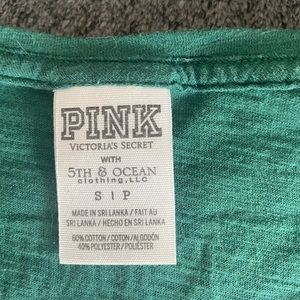 PINK
VICTORIA'S SECRET
WITH
5TH & OCEAN
clothing, LLC
S | P
MADE IN SRI LANKA / FAIT AU
SRI LANKA / HECHO EN SRI LANKA
60% COTTON / COTON / ALGODÓN
40% POLYESTER / POLIÉSTER